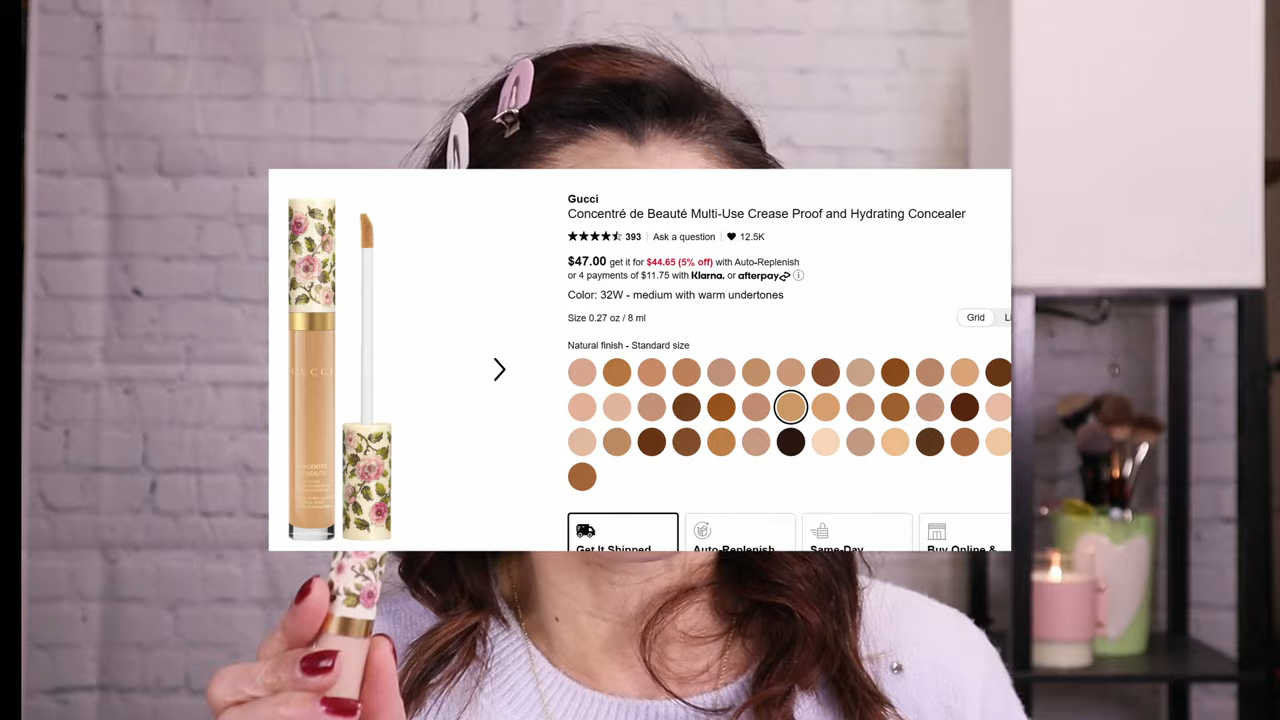 Gucci
Concentré de Beauté Multi-Use Crease Proof and Hydrating Concealer
393 Ask a question 12.5K
$47.00 get it for $44.65 (5% off) with Auto-Replenish
or 4 payments of $11.75 with Klarna. or afterpay
Color: 32W - medium with warm undertones
Size 0.27 oz / 8 ml
Grid
Natural finish - Standard size
GUCCI
Get It Shipped
Auto-Replenish
Same-Day
Buy Online &